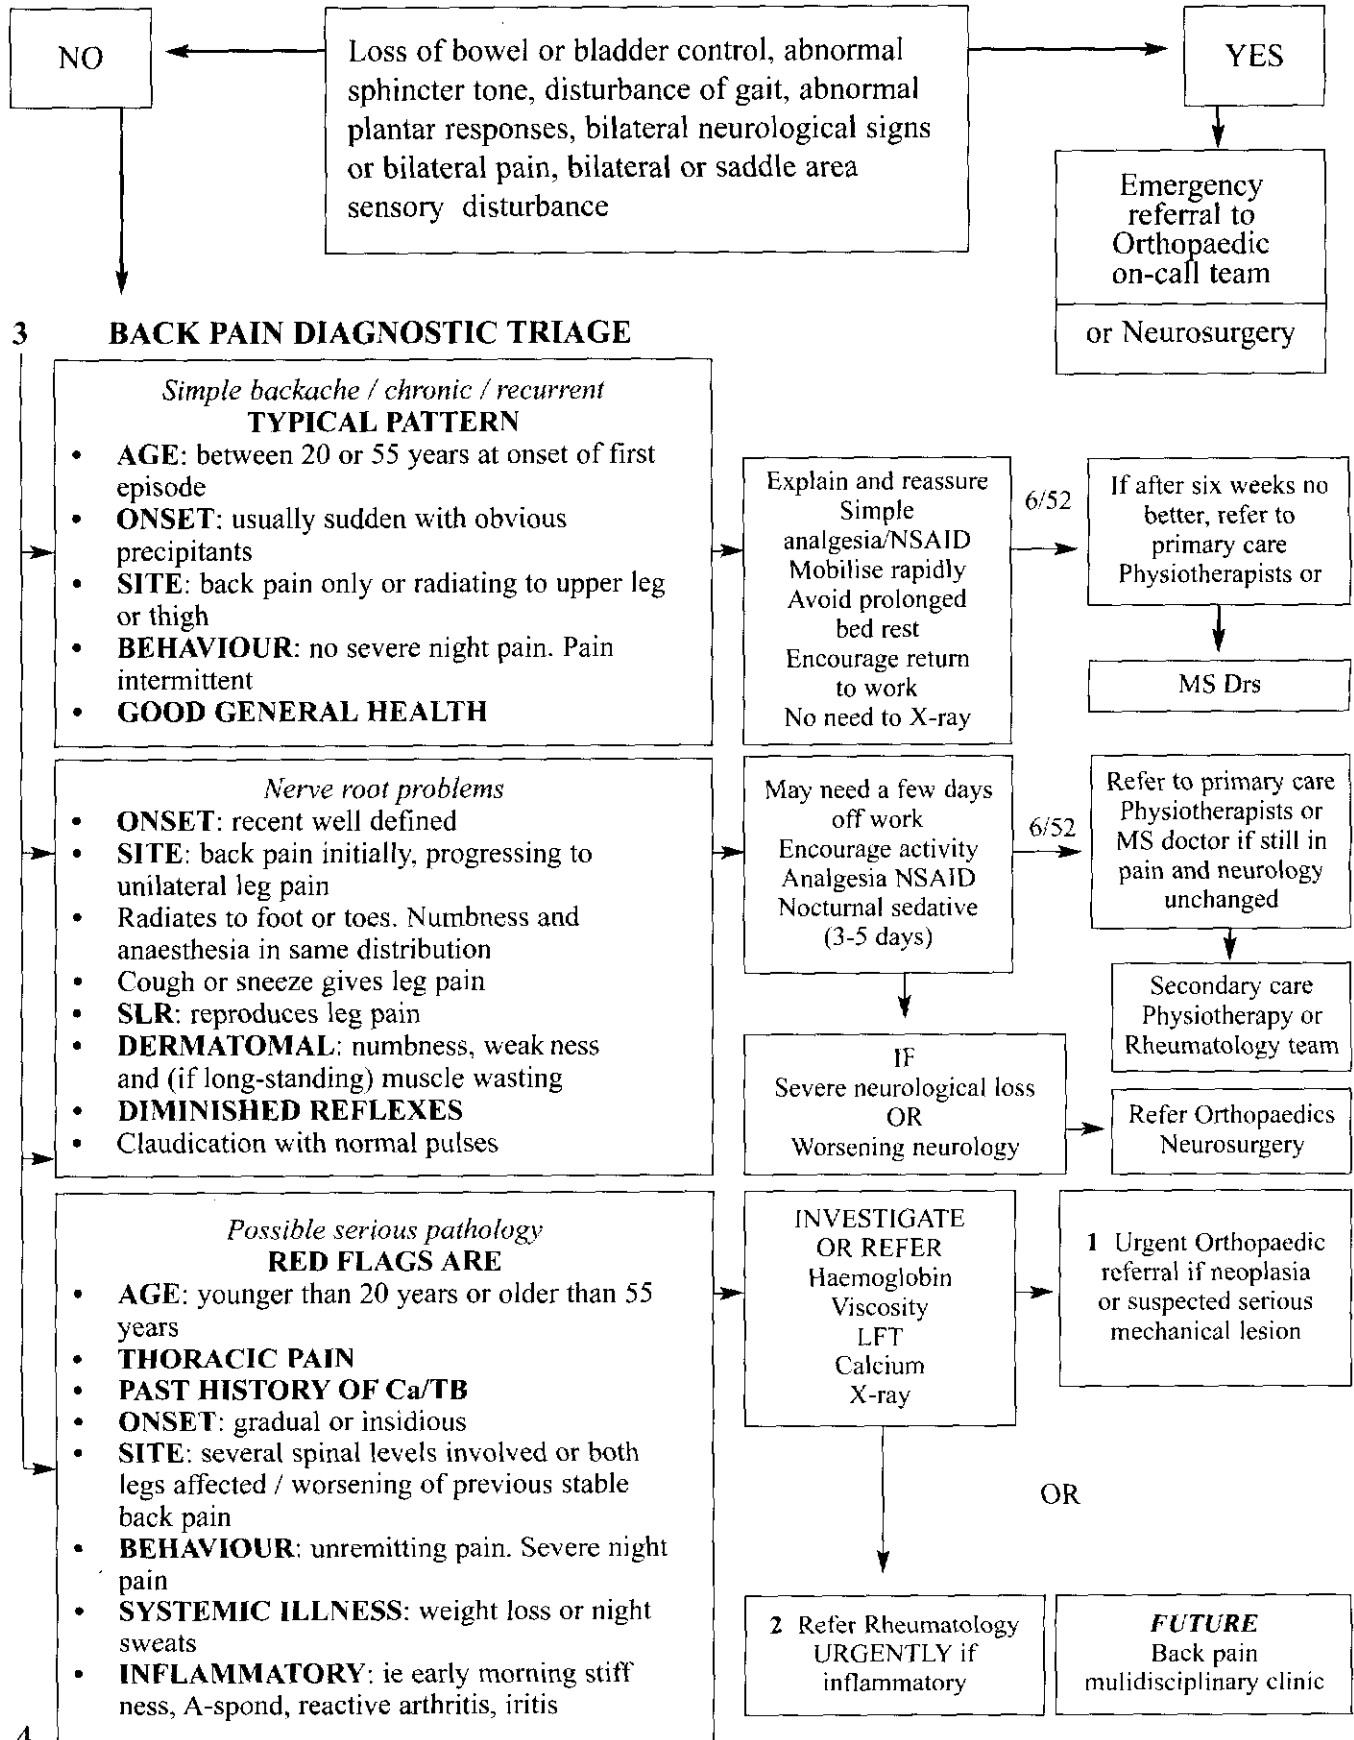 NO
Loss of bowel or bladder control, abnormal
sphincter tone, disturbance of gait, abnormal
plantar responses, bilateral neurological signs
or bilateral pain, bilateral or saddle area
sensory disturbance
YES
Emergency
referral to
Orthopaedic
on-call team
or Neurosurgery
3 BACK PAIN DIAGNOSTIC TRIAGE
Simple backache / chronic / recurrent
TYPICAL PATTERN
• AGE: between 20 or 55 years at onset of first
episode
• ONSET: usually sudden with obvious
precipitants
• SITE: back pain only or radiating to upper leg
or thigh
• BEHAVIOUR: no severe night pain. Pain
intermittent
• GOOD GENERAL HEALTH
Explain and reassure
Simple
analgesia/NSAID
Mobilise rapidly
Avoid prolonged
bed rest
Encourage return
to work
No need to X-ray
6/52
If after six weeks no
better, refer to
primary care
Physiotherapists or
MS Drs
Nerve root problems
• ONSET: recent well defined
• SITE: back pain initially, progressing to
unilateral leg pain
• Radiates to foot or toes. Numbness and
anaesthesia in same distribution
• Cough or sneeze gives leg pain
• SLR: reproduces leg pain
• DERMATOMAL: numbness, weak ness
and (if long-standing) muscle wasting
• DIMINISHED REFLEXES
• Claudication with normal pulses
May need a few days
off work
Encourage activity
Analgesia NSAID
Nocturnal sedative
(3-5 days)
6/52
Refer to primary care
Physiotherapists or
MS doctor if still in
pain and neurology
unchanged
Secondary care
Physiotherapy or
Rheumatology team
IF
Severe neurological loss
OR
Worsening neurology
Refer Orthopaedics
Neurosurgery
Possible serious pathology
RED FLAGS ARE
• AGE: younger than 20 years or older than 55
years
• THORACIC PAIN
• PAST HISTORY OF Ca/TB
• ONSET: gradual or insidious
• SITE: several spinal levels involved or both
legs affected / worsening of previous stable
back pain
• BEHAVIOUR: unremitting pain. Severe night
pain
• SYSTEMIC ILLNESS: weight loss or night
sweats
• INFLAMMATORY: ie early morning stiff
ness, A-spond, reactive arthritis, iritis
INVESTIGATE
OR REFER
Haemoglobin
Viscosity
LFT
Calcium
X-ray
1 Urgent Orthopaedic
referral if neoplasia
or suspected serious
mechanical lesion
OR
2 Refer Rheumatology
URGENTLY if
inflammatory
FUTURE
Back pain
mulidisciplinary clinic
4